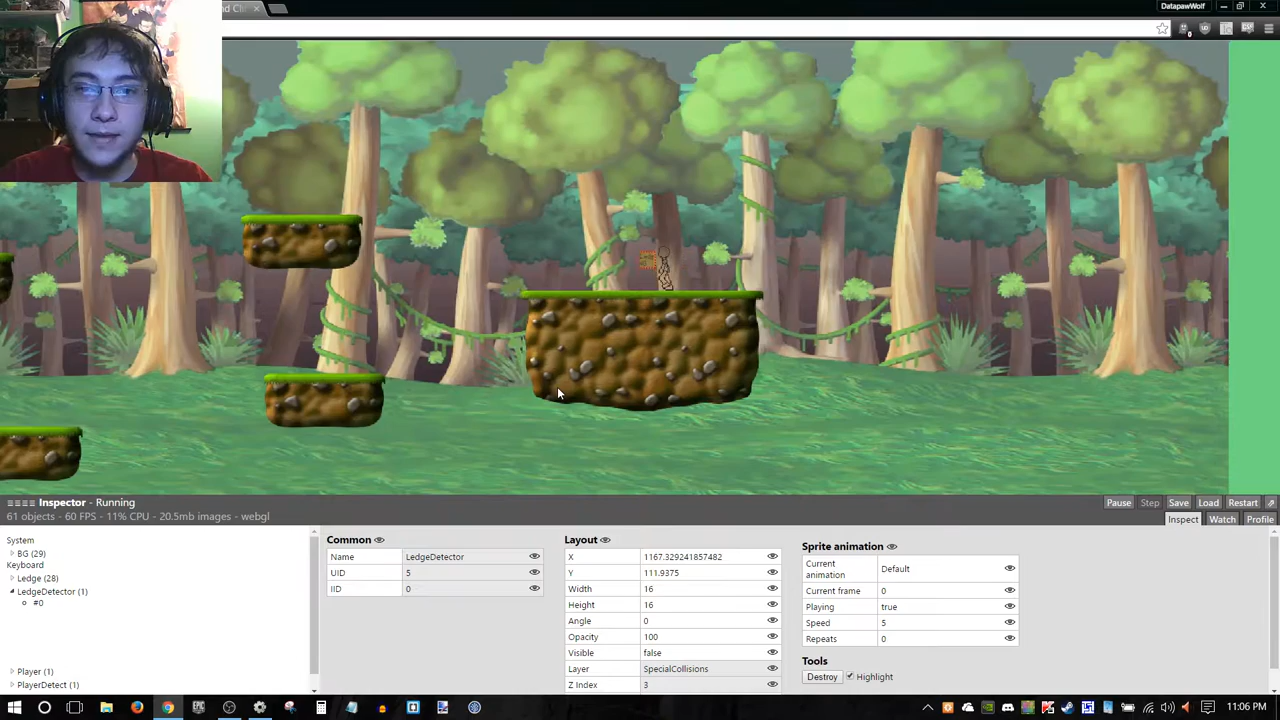 nd Cli
DatapawWolf
Inspector - Running
61 objects - 60 FPS - 11% CPU - 20.5mb images - webgl
Pause Step Save Load Restart
Inspect Watch Profile
System
BG (29)
Keyboard
Ledge (28)
LedgeDetector (1)
#0
Player (1)
PlayerDetect (1)
Common
Name LedgeDetector
UID 5
IID 0
Layout
X 1167.329241857482
Y 111.9375
Width 16
Height 16
Angle 0
Opacity 100
Visible false
Layer SpecialCollisions
Z Index 3
Sprite animation
Current animation Default
Current frame 0
Playing true
Speed 5
Repeats 0
Tools
Destroy Highlight
11:06 PM